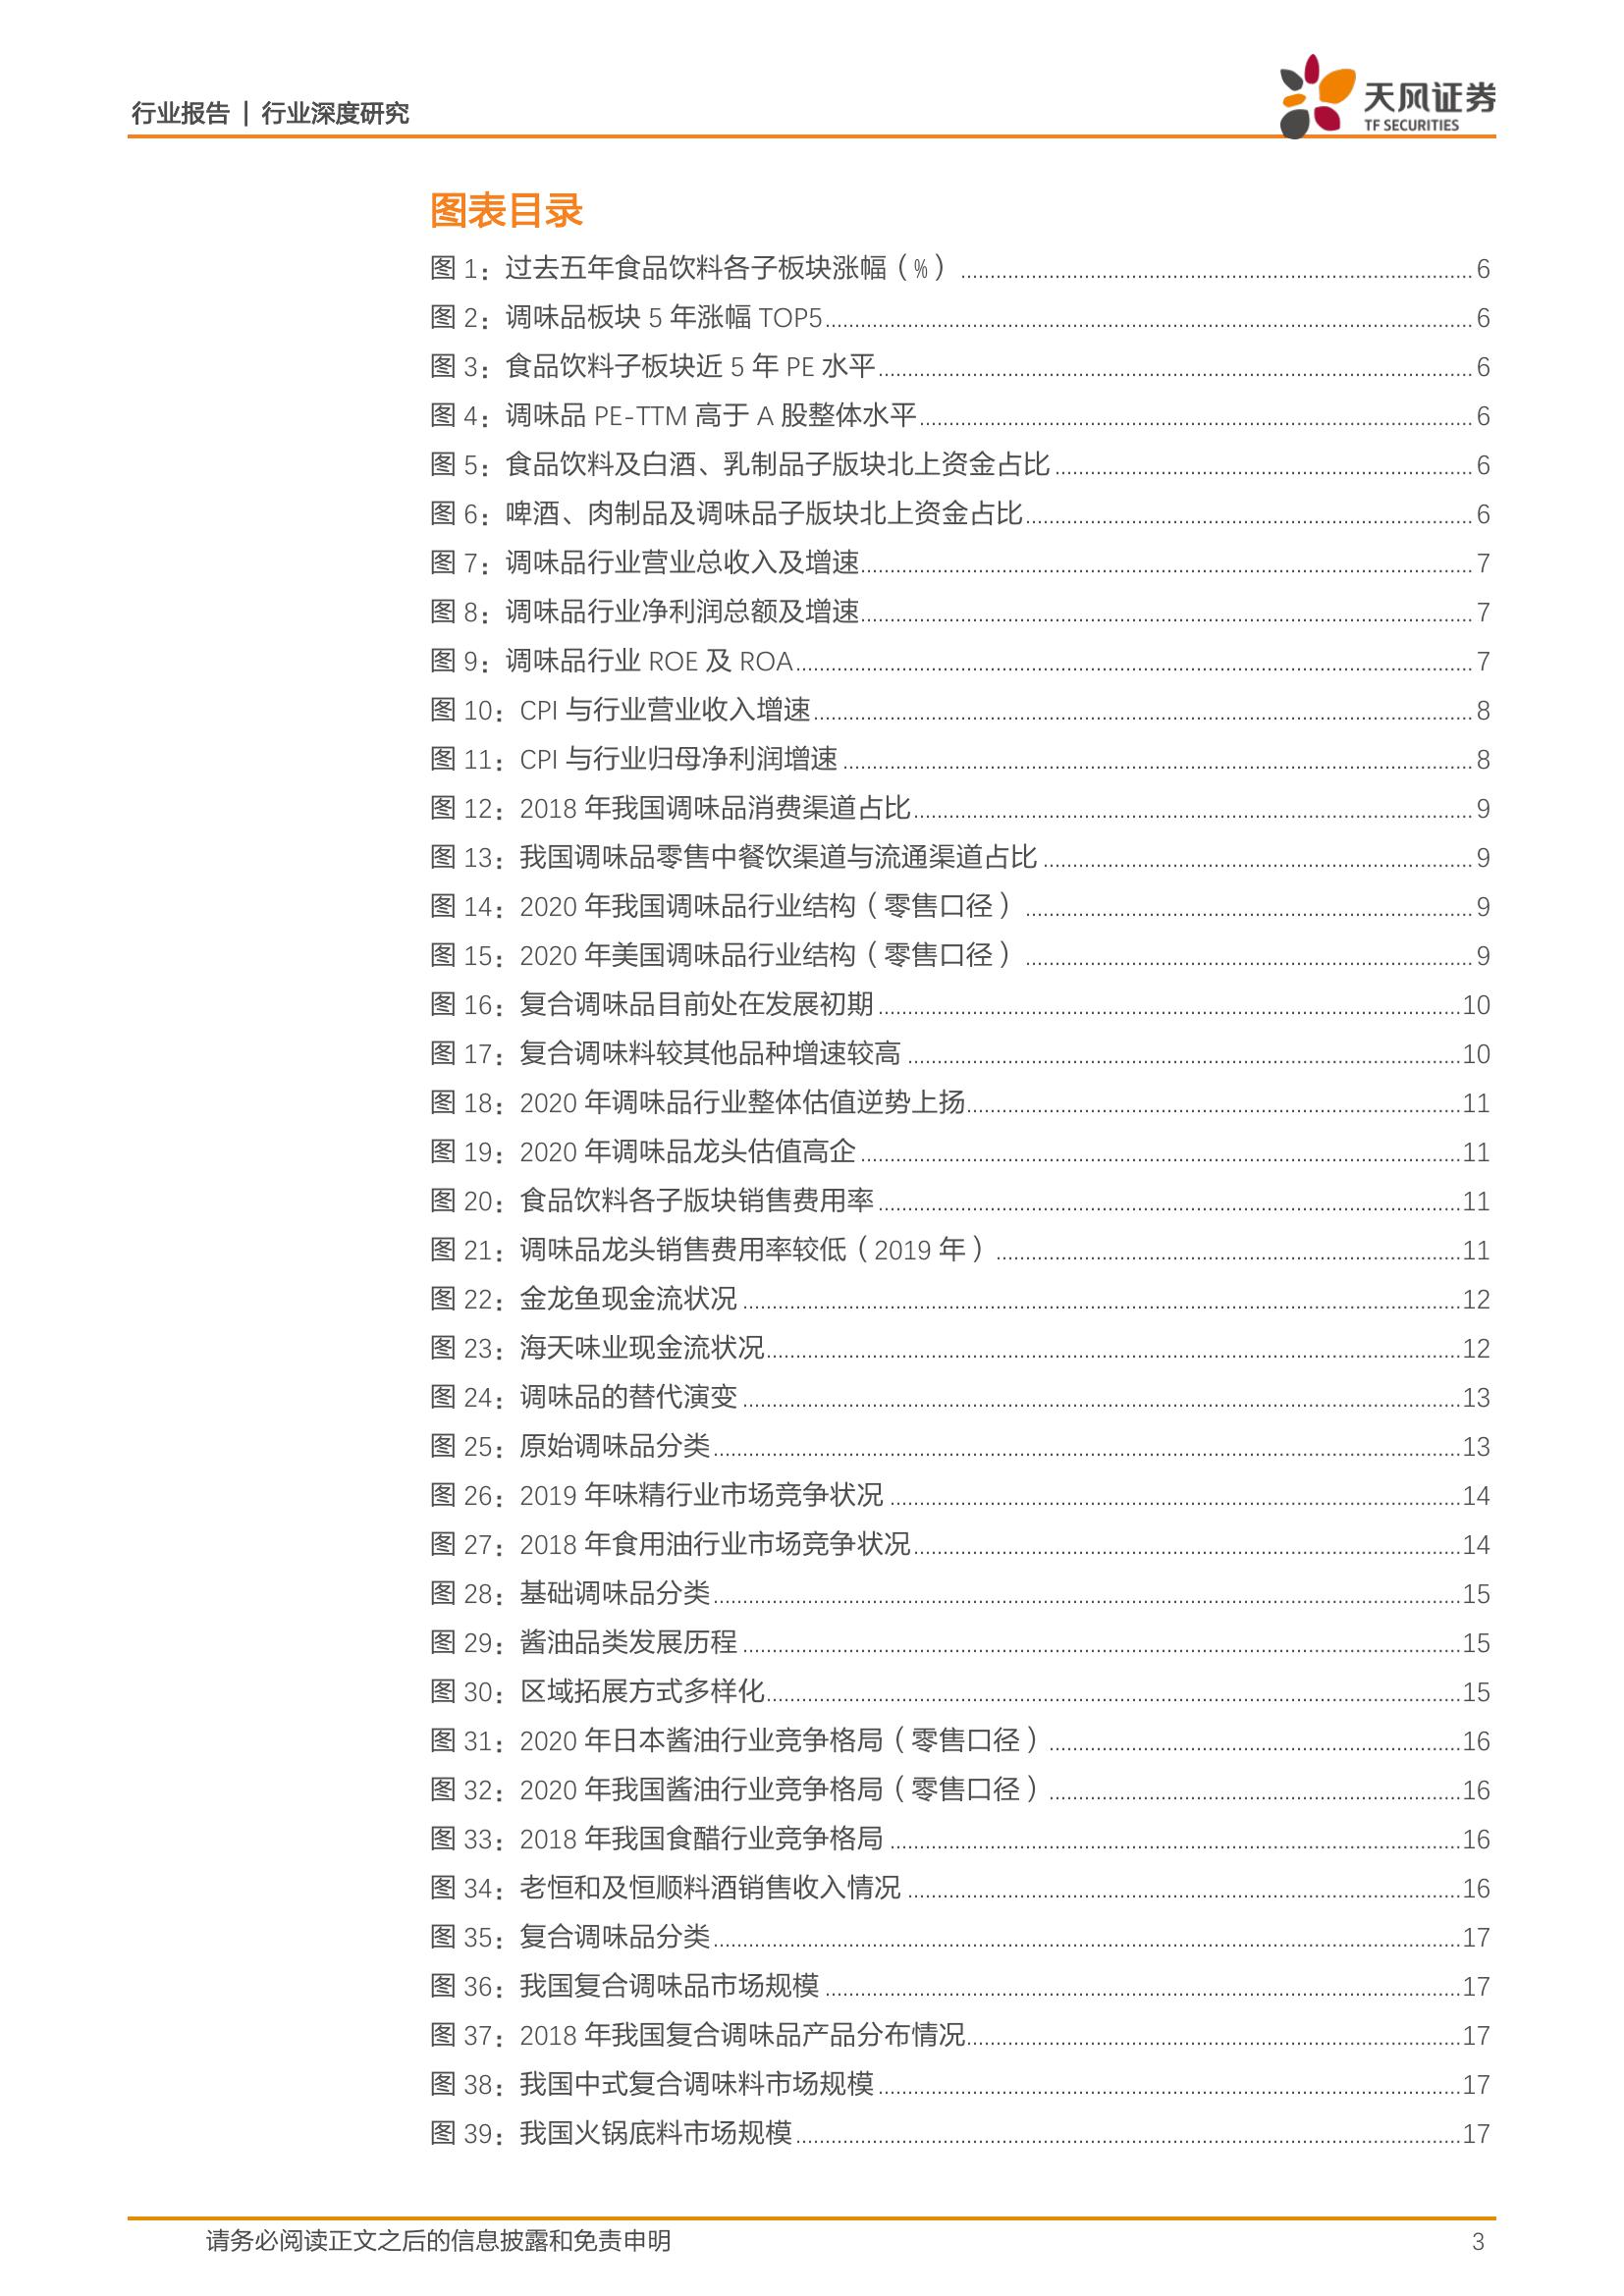 行业报告 | 行业深度研究
天风证券
TF SECURITIES
图表目录
图 1：过去五年食品饮料各子板块涨幅（%）6
图 2：调味品板块 5 年涨幅 TOP5 6
图 3：食品饮料子板块近 5 年 PE 水平 6
图 4：调味品 PE-TTM 高于 A 股整体水平 6
图 5：食品饮料及白酒、乳制品子版块北上资金占比 6
图 6：啤酒、肉制品及调味品子版块北上资金占比 6
图 7：调味品行业营业总收入及增速 7
图 8：调味品行业净利润总额及增速 7
图 9：调味品行业 ROE 及 ROA 7
图 10：CPI 与行业营业收入增速 8
图 11：CPI 与行业归母净利润增速 8
图 12：2018 年我国调味品消费渠道占比 9
图 13：我国调味品零售中餐饮渠道与流通渠道占比 9
图 14：2020 年我国调味品行业结构（零售口径）9
图 15：2020 年美国调味品行业结构（零售口径）9
图 16：复合调味品目前处在发展初期 10
图 17：复合调味料较其他品种增速较高 10
图 18：2020 年调味品行业整体估值逆势上扬 11
图 19：2020 年调味品龙头估值高企 11
图 20：食品饮料各子版块销售费用率 11
图 21：调味品龙头销售费用率较低（2019 年）11
图 22：金龙鱼现金流状况 12
图 23：海天味业现金流状况 12
图 24：调味品的替代演变 13
图 25：原始调味品分类 13
图 26：2019 年味精行业市场竞争状况 14
图 27：2018 年食用油行业市场竞争状况 14
图 28：基础调味品分类 15
图 29：酱油品类发展历程 15
图 30：区域拓展方式多样化 15
图 31：2020 年日本酱油行业竞争格局（零售口径）16
图 32：2020 年我国酱油行业竞争格局（零售口径）16
图 33：2018 年我国食醋行业竞争格局 16
图 34：老恒和及恒顺料酒销售收入情况 16
图 35：复合调味品分类 17
图 36：我国复合调味品市场规模 17
图 37：2018 年我国复合调味品产品分布情况 17
图 38：我国中式复合调味料市场规模 17
图 39：我国火锅底料市场规模 17
请务必阅读正文之后的信息披露和免责申明 3